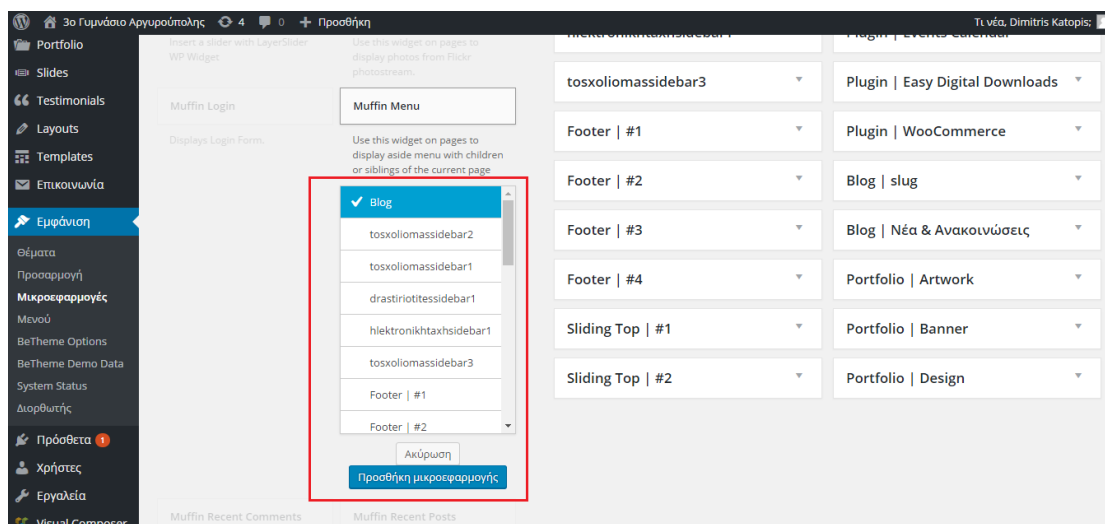 3ο Γυμνάσιο Αργυρούπολης 4 0 + Προσθήκη
Τι νέα, Dimitris Katopis;
Portfolio
Slides
Testimonials
Layouts
Templates
Επικοινωνία
Εμφάνιση
Θέματα
Προσαρμογή
Μικροεφαρμογές
Μενού
BeTheme Options
BeTheme Demo Data
System Status
Διορθωτής
Πρόσθετα 1
Χρήστες
Εργαλεία
Visual Composer
Insert a slider with LayerSlider
WP Widget
Muffin Login
Displays Login Form.
Use this widget on pages to
display photos from Flickr
photostream.
Muffin Menu
Use this widget on pages to
display aside menu with children
or siblings of the current page
Blog
tosxoliomassidebar2
tosxoliomassidebar1
drastiriotitessidebar1
hlektronikhtaxhsidebar1
tosxoliomassidebar3
Footer | #1
Footer | #2
Ακύρωση
Προσθήκη μικροεφαρμογής
Muffin Recent Comments
Muffin Recent Posts
hlektronikhtaxhsidebar1
tosxoliomassidebar3
Footer | #1
Footer | #2
Footer | #3
Footer | #4
Sliding Top | #1
Sliding Top | #2
Plugin | Events Calendar
Plugin | Easy Digital Downloads
Plugin | WooCommerce
Blog | slug
Blog | Νέα & Ανακοινώσεις
Portfolio | Artwork
Portfolio | Banner
Portfolio | Design